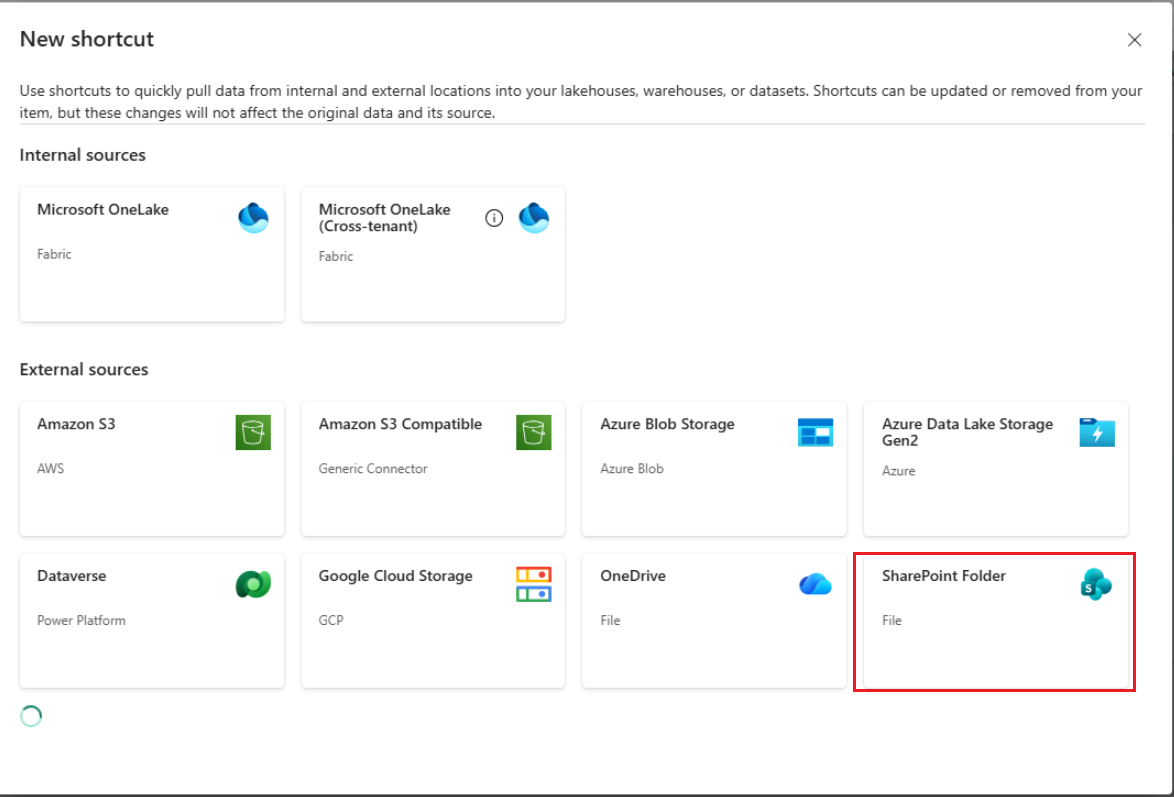 New shortcut
Use shortcuts to quickly pull data from internal and external locations into your lakehouses, warehouses, or datasets. Shortcuts can be updated or removed from your
item, but these changes will not affect the original data and its source.
Internal sources
Microsoft OneLake
Fabric
Microsoft OneLake
(Cross-tenant)
Fabric
External sources
Amazon S3
AWS
Amazon S3 Compatible
Generic Connector
Azure Blob Storage
Azure Blob
Azure Data Lake Storage
Gen2
Azure
Dataverse
Power Platform
Google Cloud Storage
GCP
OneDrive
File
SharePoint Folder
S
File